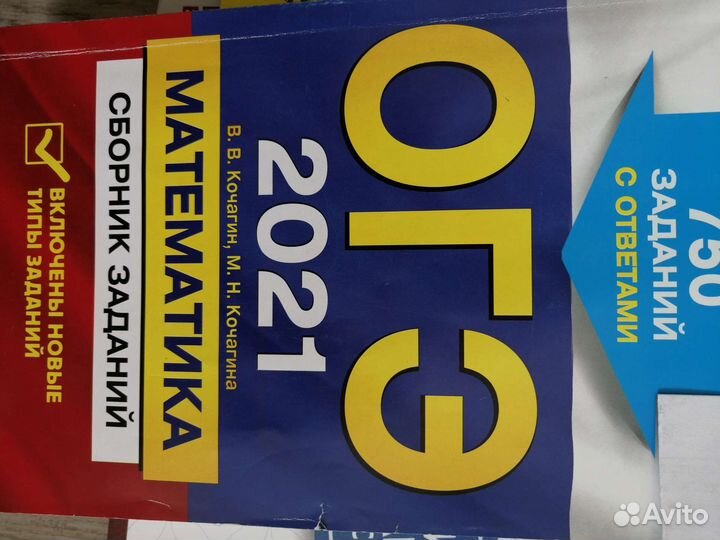 750
ЗАДАНИЙ
С ОТВЕТАМИ
ОГЭ
2021
В. В. Кочагин, М. Н. Кочагина
МАТЕМАТИКА
СБОРНИК ЗАДАНИЙ
ВКЛЮЧЕНЫ НОВЫЕ
ТИПЫ ЗАДАНИЙ
Avito